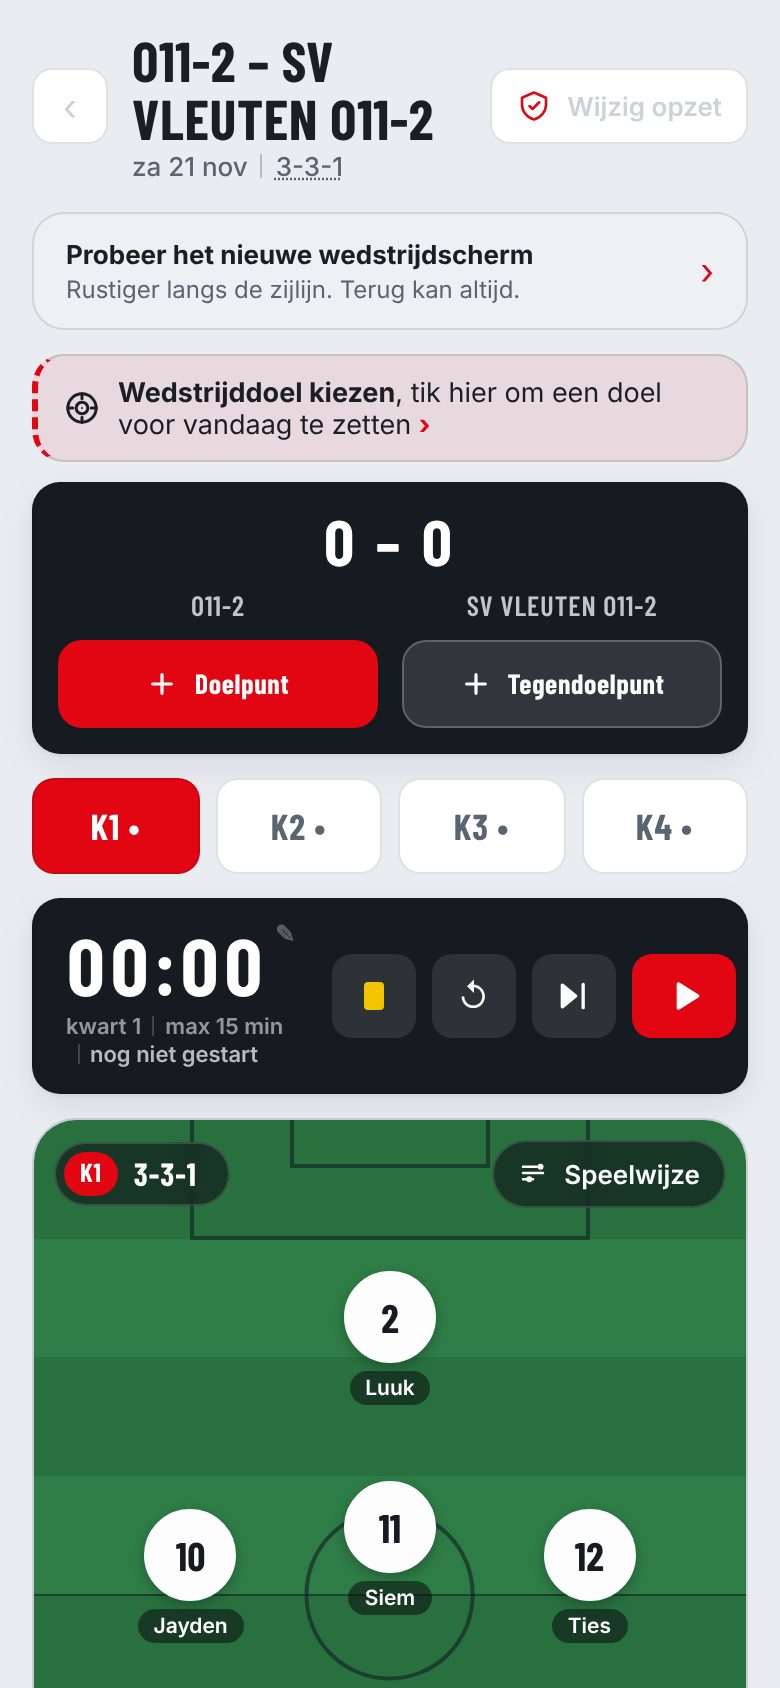 O11-2 – SV
VLEUTEN O11-2
za 21 nov | 3-3-1
Wijzig opzet
Probeer het nieuwe wedstrijdscherm
Rustiger langs de zijlijn. Terug kan altijd.
Wedstrijddoel kiezen, tik hier om een doel
voor vandaag te zetten ›
0 – 0
O11-2
SV VLEUTEN O11-2
+ Doelpunt
+ Tegendoelpunt
K1 •
K2 •
K3 •
K4 •
00:00
kwart 1 | max 15 min
| nog niet gestart
K1 3-3-1
Speelwijze
2
Luuk
11
Siem
10
Jayden
12
Ties